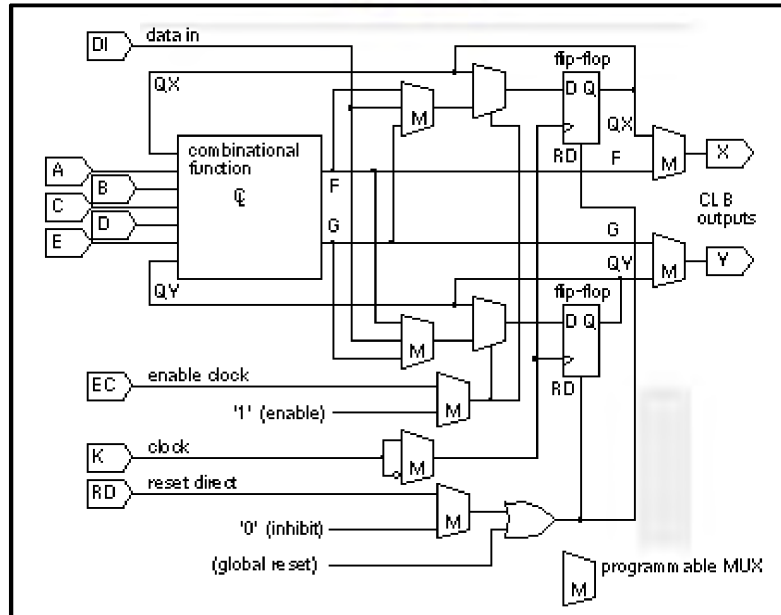 DI
data in
flip-flop
QX
D Q
M
QX
combinational
function
RD
F
M
X
A
B
C
D
E
F
G
CLB
outputs
G
QY
M
Y
QY
flip-flop
D Q
M
RD
EC
enable clock
M
'1' (enable)
K
clock
M
RD
reset direct
M
'0' (inhibit)
(global reset)
M
programmable MUX